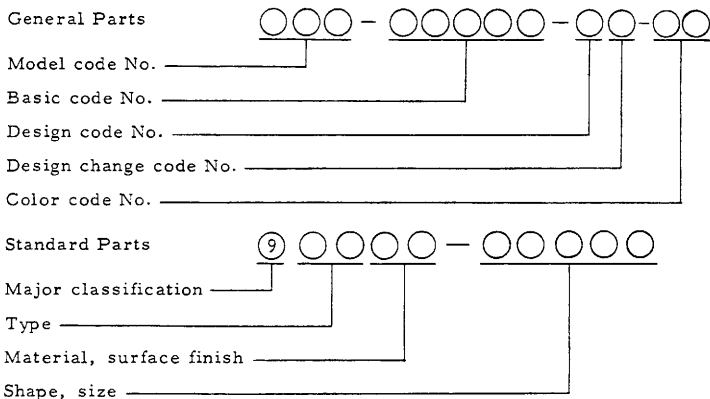 General Parts ○○○-○○○○○-○○-○○
Model code No.
Basic code No.
Design code No.
Design change code No.
Color code No.
Standard Parts ⑨○○○○-○○○○○
Major classification
Type
Material, surface finish
Shape, size